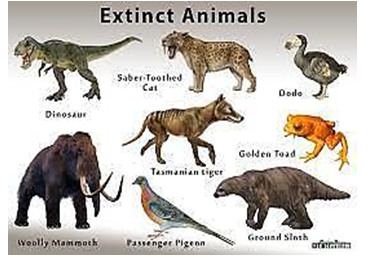 Extinct Animals
Dinosaur
Saber-Toothed
Cat
Dodo
Tasmanian tiger
Golden Toad
Woolly Mammoth
Passenger Pigeon
Ground Sloth